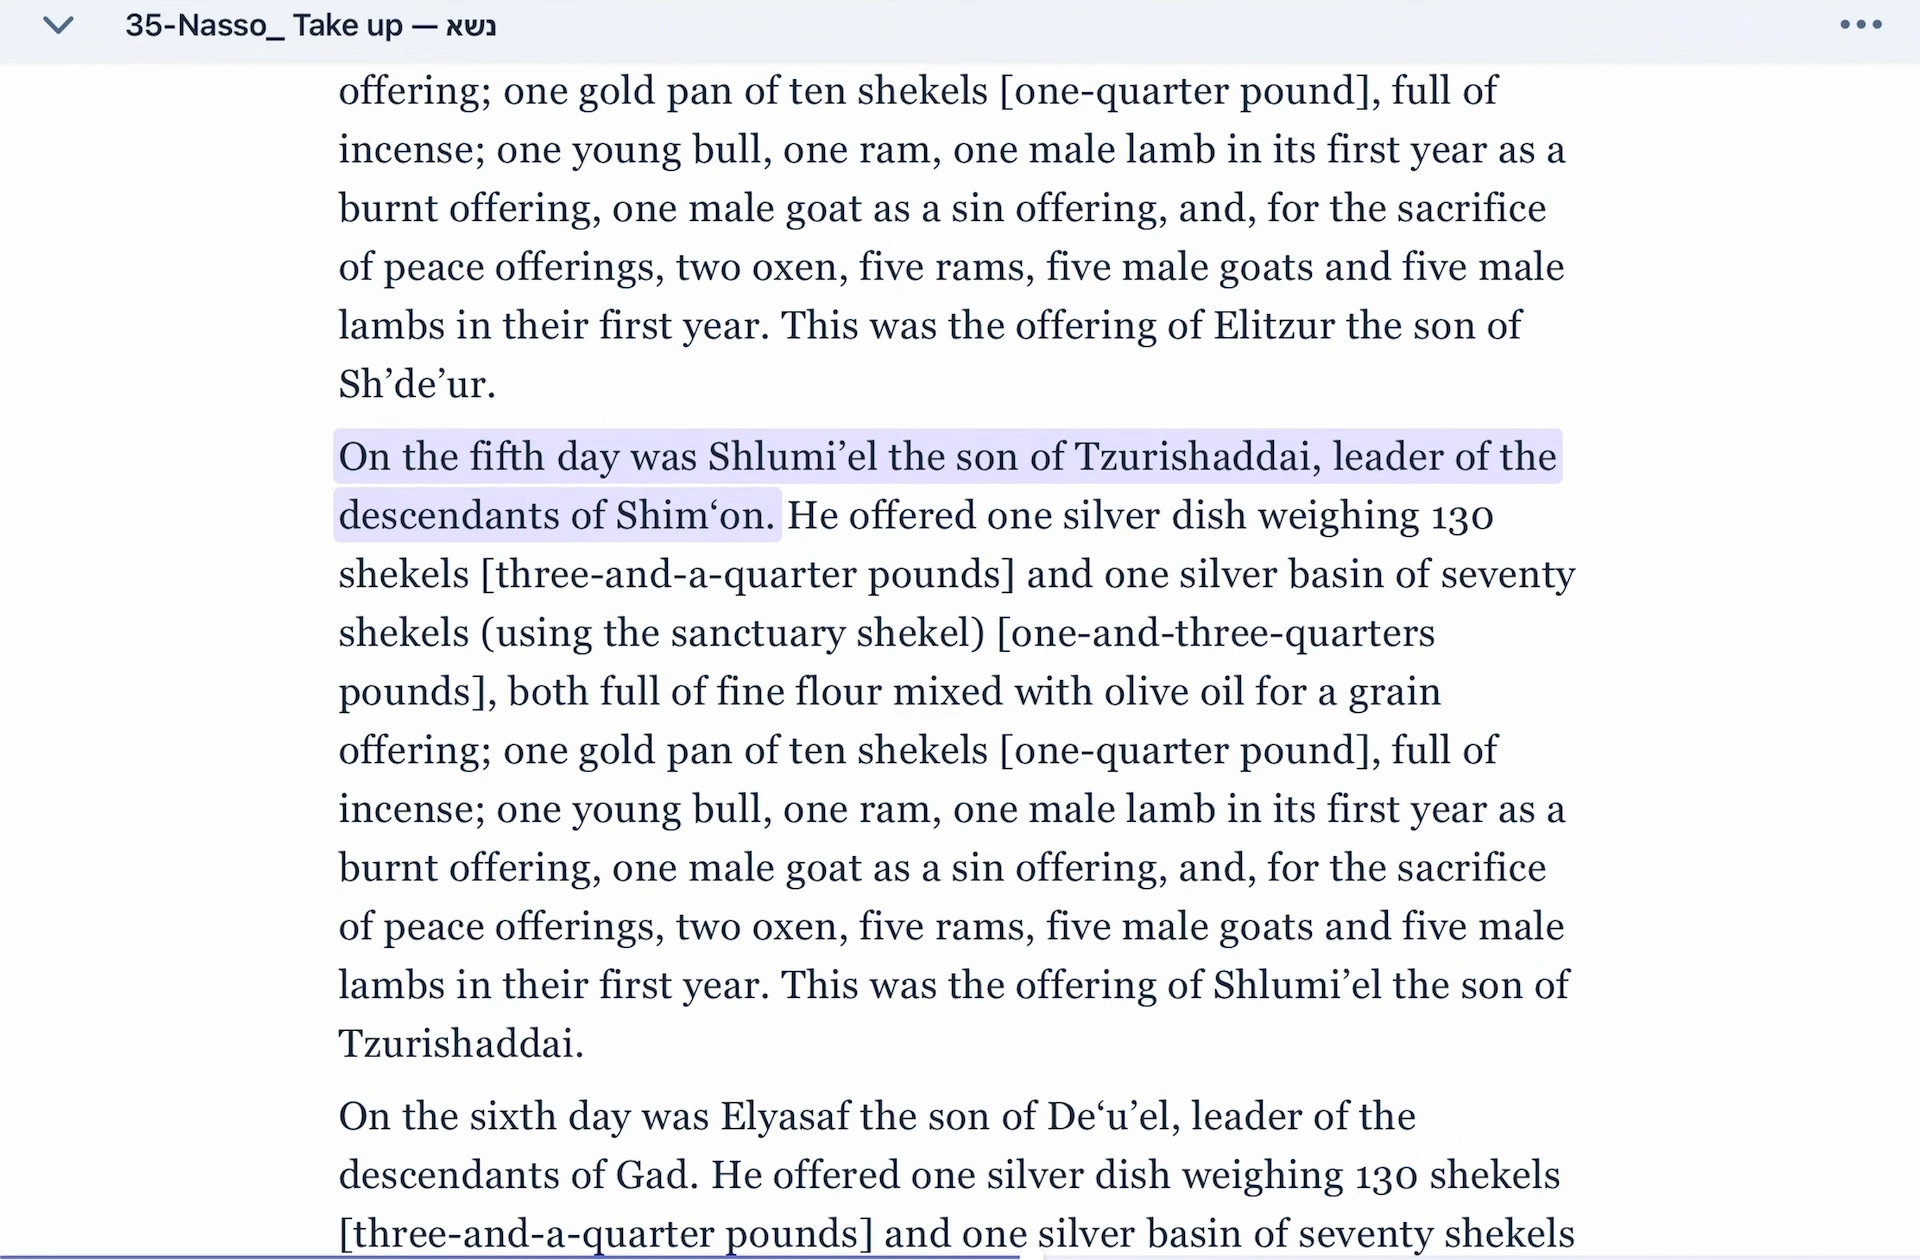 35-Nasso_ Take up — נשא
offering; one gold pan of ten shekels [one-quarter pound], full of
incense; one young bull, one ram, one male lamb in its first year as a
burnt offering, one male goat as a sin offering, and, for the sacrifice
of peace offerings, two oxen, five rams, five male goats and five male
lambs in their first year. This was the offering of Elitzur the son of
Sh’de’ur.
On the fifth day was Shlumi’el the son of Tzurishaddai, leader of the
descendants of Shim‘on. He offered one silver dish weighing 130
shekels [three-and-a-quarter pounds] and one silver basin of seventy
shekels (using the sanctuary shekel) [one-and-three-quarters
pounds], both full of fine flour mixed with olive oil for a grain
offering; one gold pan of ten shekels [one-quarter pound], full of
incense; one young bull, one ram, one male lamb in its first year as a
burnt offering, one male goat as a sin offering, and, for the sacrifice
of peace offerings, two oxen, five rams, five male goats and five male
lambs in their first year. This was the offering of Shlumi’el the son of
Tzurishaddai.
On the sixth day was Elyasaf the son of De‘u’el, leader of the
descendants of Gad. He offered one silver dish weighing 130 shekels
[three-and-a-quarter pounds] and one silver basin of seventy shekels